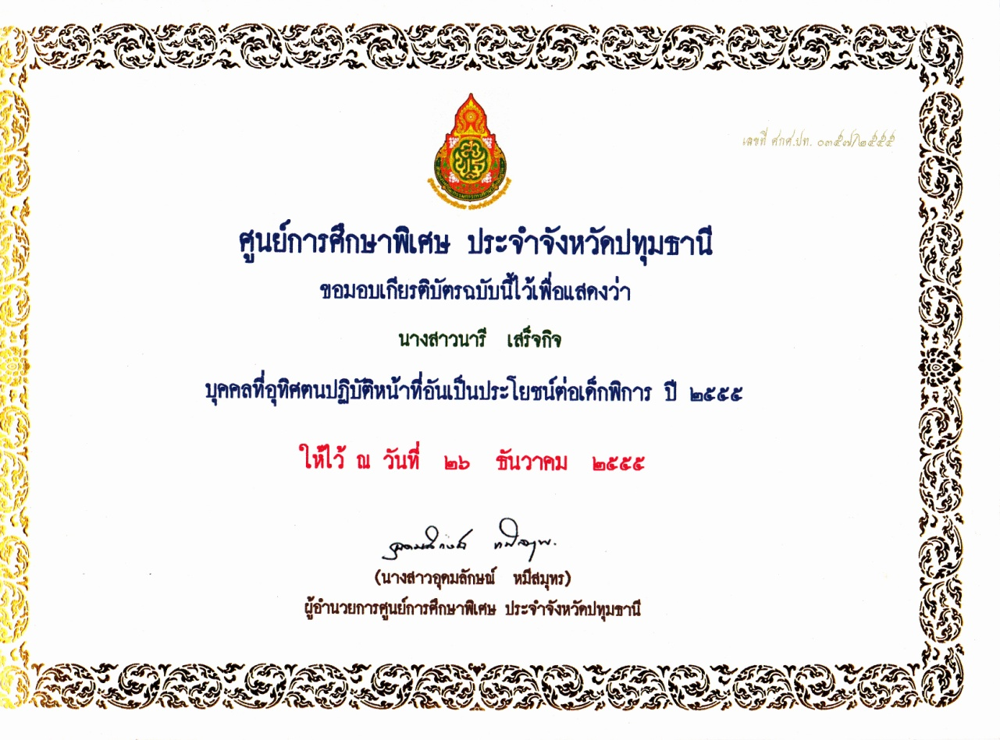 เลขที่ ศกศ.ปท. ๐๓๕๗/๒๕๕๕
ศูนย์การศึกษาพิเศษ ประจำจังหวัดปทุมธานี
ขอมอบเกียรติบัตรฉบับนี้ไว้เพื่อแสดงว่า
นางสาวนารี เสร็จกิจ
บุคคลที่อุทิศตนปฏิบัติหน้าที่อันเป็นประโยชน์ต่อเด็กพิการ ปี ๒๕๕๕
ให้ไว้ ณ วันที่ ๒๖ ธันวาคม ๒๕๕๕
(นางสาวอุดมลักษณ์ หมีสมุทร)
ผู้อำนวยการศูนย์การศึกษาพิเศษ ประจำจังหวัดปทุมธานี